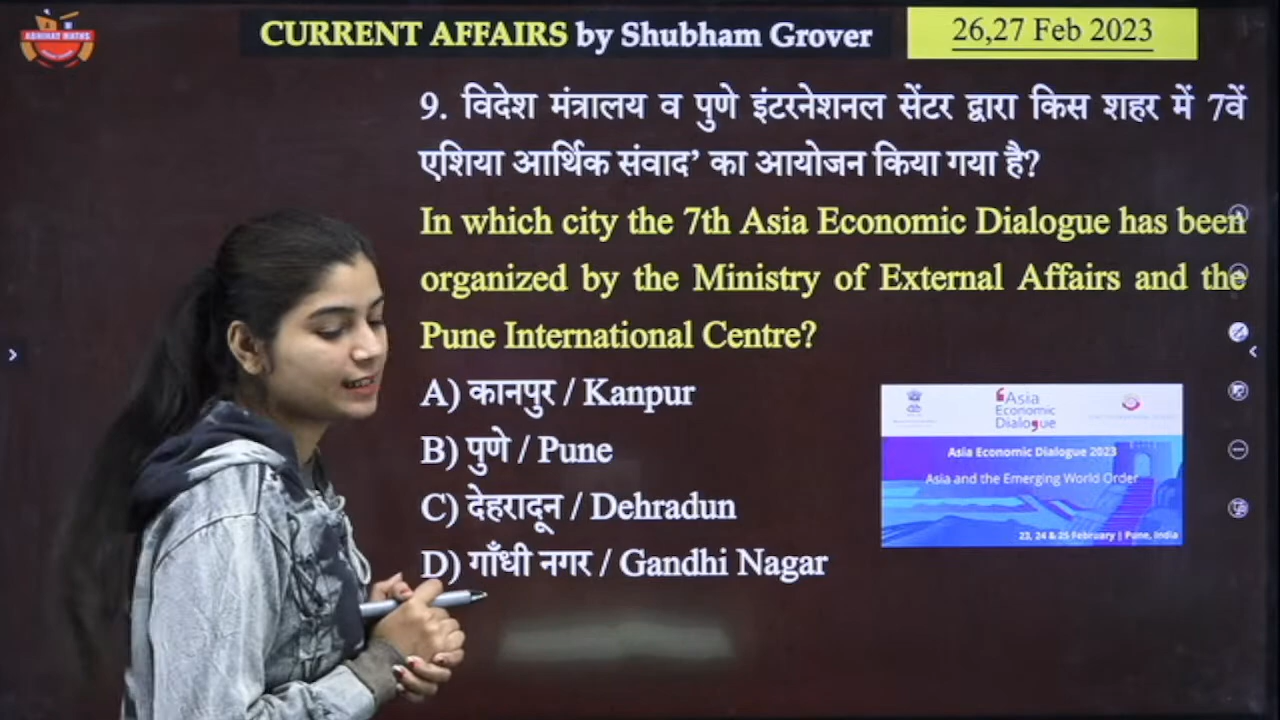 ABHINAY MATHS
CURRENT AFFAIRS by Shubham Grover
26,27 Feb 2023
9. विदेश मंत्रालय व पुणे इंटरनेशनल सेंटर द्वारा किस शहर में 7वें
एशिया आर्थिक संवाद’ का आयोजन किया गया है?
In which city the 7th Asia Economic Dialogue has been
organized by the Ministry of External Affairs and the
Pune International Centre?
A) कानपुर / Kanpur
B) पुणे / Pune
C) देहरादून / Dehradun
D) गाँधी नगर / Gandhi Nagar
Asia
Economic
Dialogue
Asia Economic Dialogue 2023
Asia and the Emerging World Order
23, 24 & 25 February | Pune, India